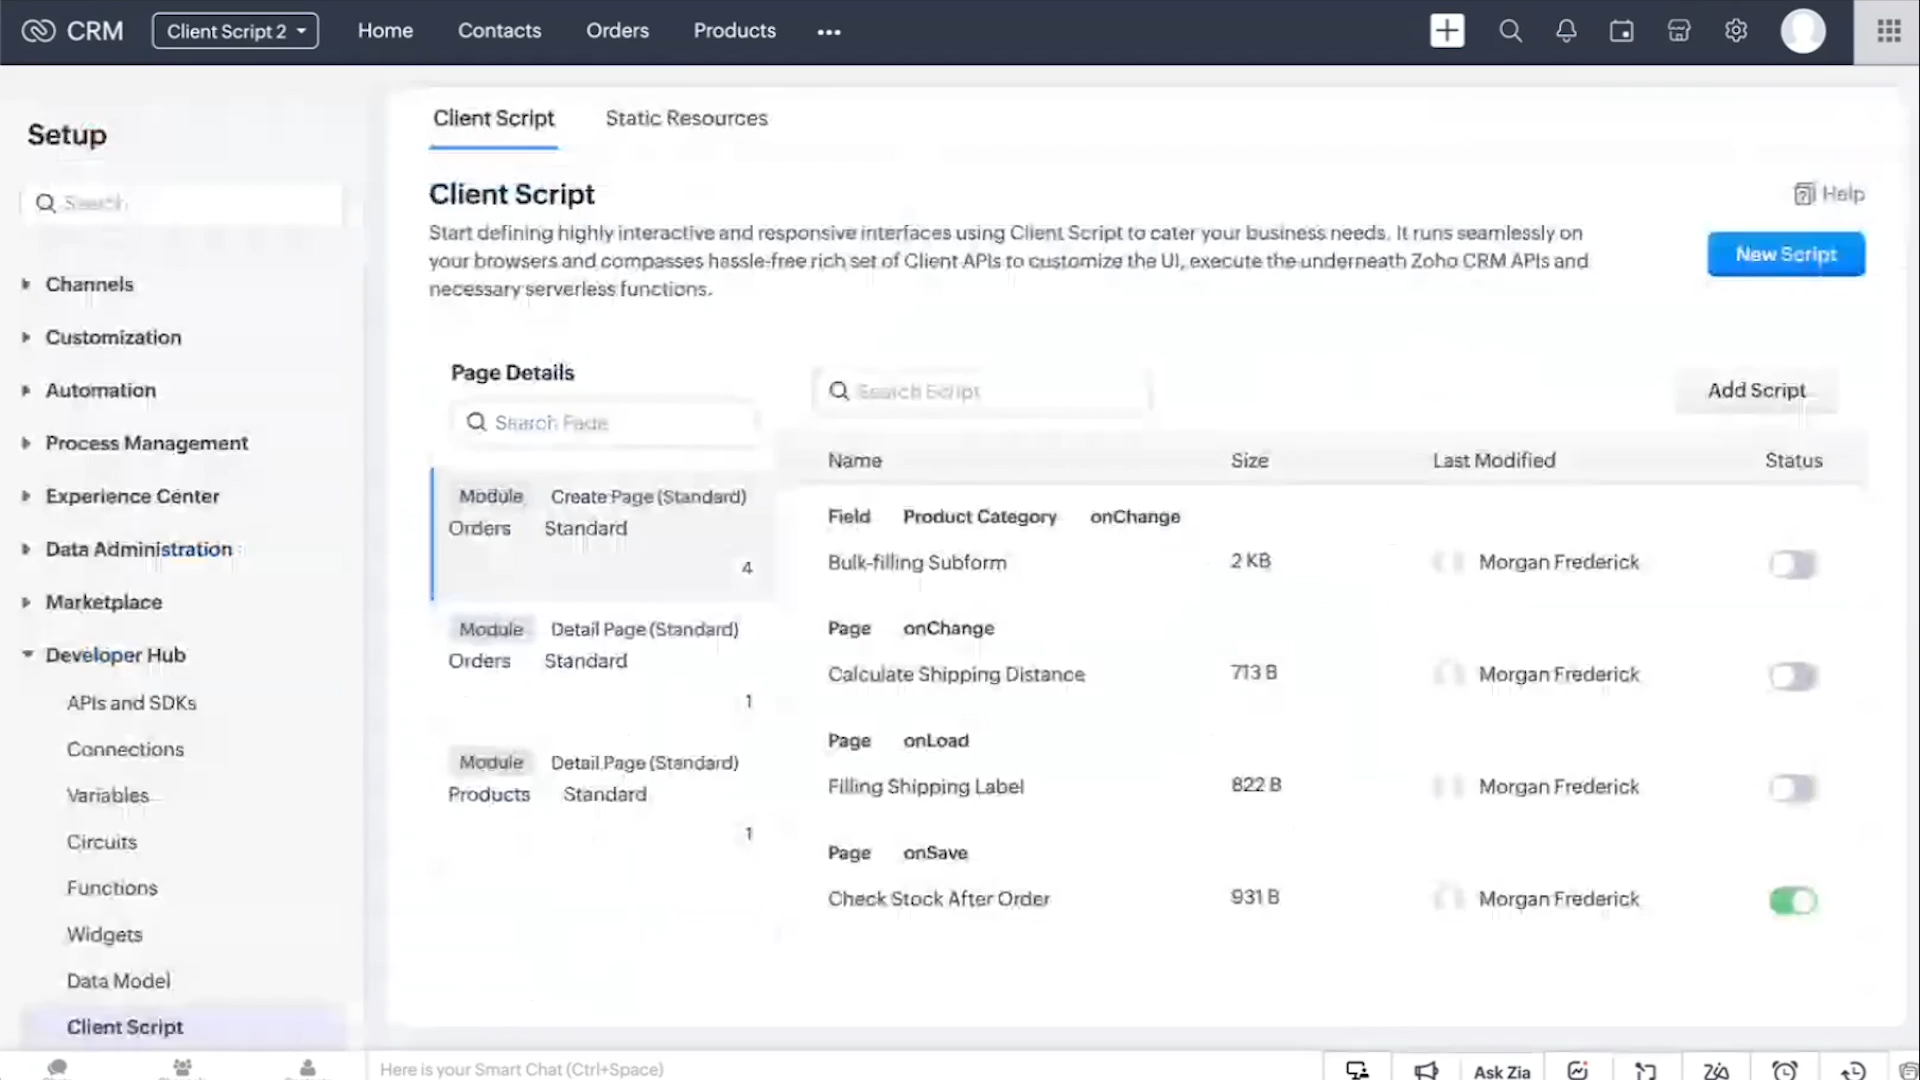 CRM
Client Script 2
Home
Contacts
Orders
Products
Setup
Search
Channels
Customization
Automation
Process Management
Experience Center
Data Administration
Marketplace
Developer Hub
APIs and SDKs
Connections
Variables
Circuits
Functions
Widgets
Data Model
Client Script
Client Script
Static Resources
Client Script
Help
Start defining highly interactive and responsive interfaces using Client Script to cater your business needs. It runs seamlessly on
your browsers and compasses hassle-free rich set of Client APIs to customize the UI, execute the underneath Zoho CRM APIs and
necessary serverless functions.
New Script
Page Details
Search Page
Module Create Page (Standard)
Orders Standard
4
Module Detail Page (Standard)
Orders Standard
1
Module Detail Page (Standard)
Products Standard
1
Search Script
Add Script
Name Size Last Modified Status
Field Product Category onChange
Bulk-filling Subform 2 KB Morgan Frederick
Page onChange
Calculate Shipping Distance 713 B Morgan Frederick
Page onLoad
Filling Shipping Label 822 B Morgan Frederick
Page onSave
Check Stock After Order 931 B Morgan Frederick
Here is your Smart Chat (Ctrl+Space)
Ask Zia